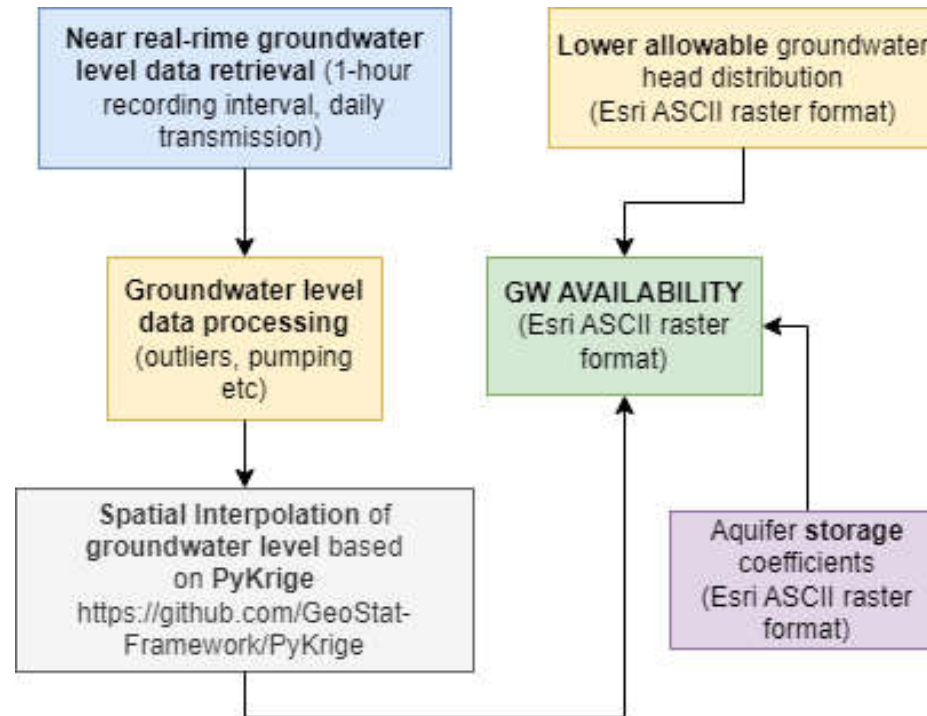 Near real-rime groundwater
level data retrieval (1-hour
recording interval, daily
transmission)
Lower allowable groundwater
head distribution
(Esri ASCII raster format)
Groundwater level
data processing
(outliers, pumping
etc)
GW AVAILABILITY
(Esri ASCII raster
format)
Spatial Interpolation of
groundwater level based
on PyKrige
https://github.com/GeoStat-
Framework/PyKrige
Aquifer storage
coefficients
(Esri ASCII raster
format)